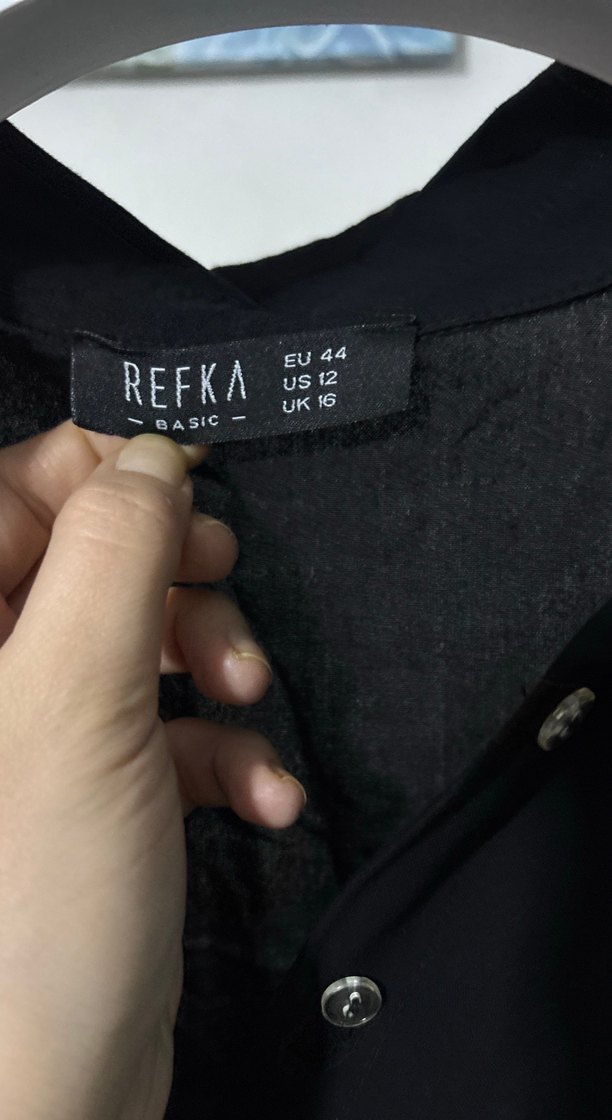 REFKA
— BASIC —
EU 44
US 12
UK 16